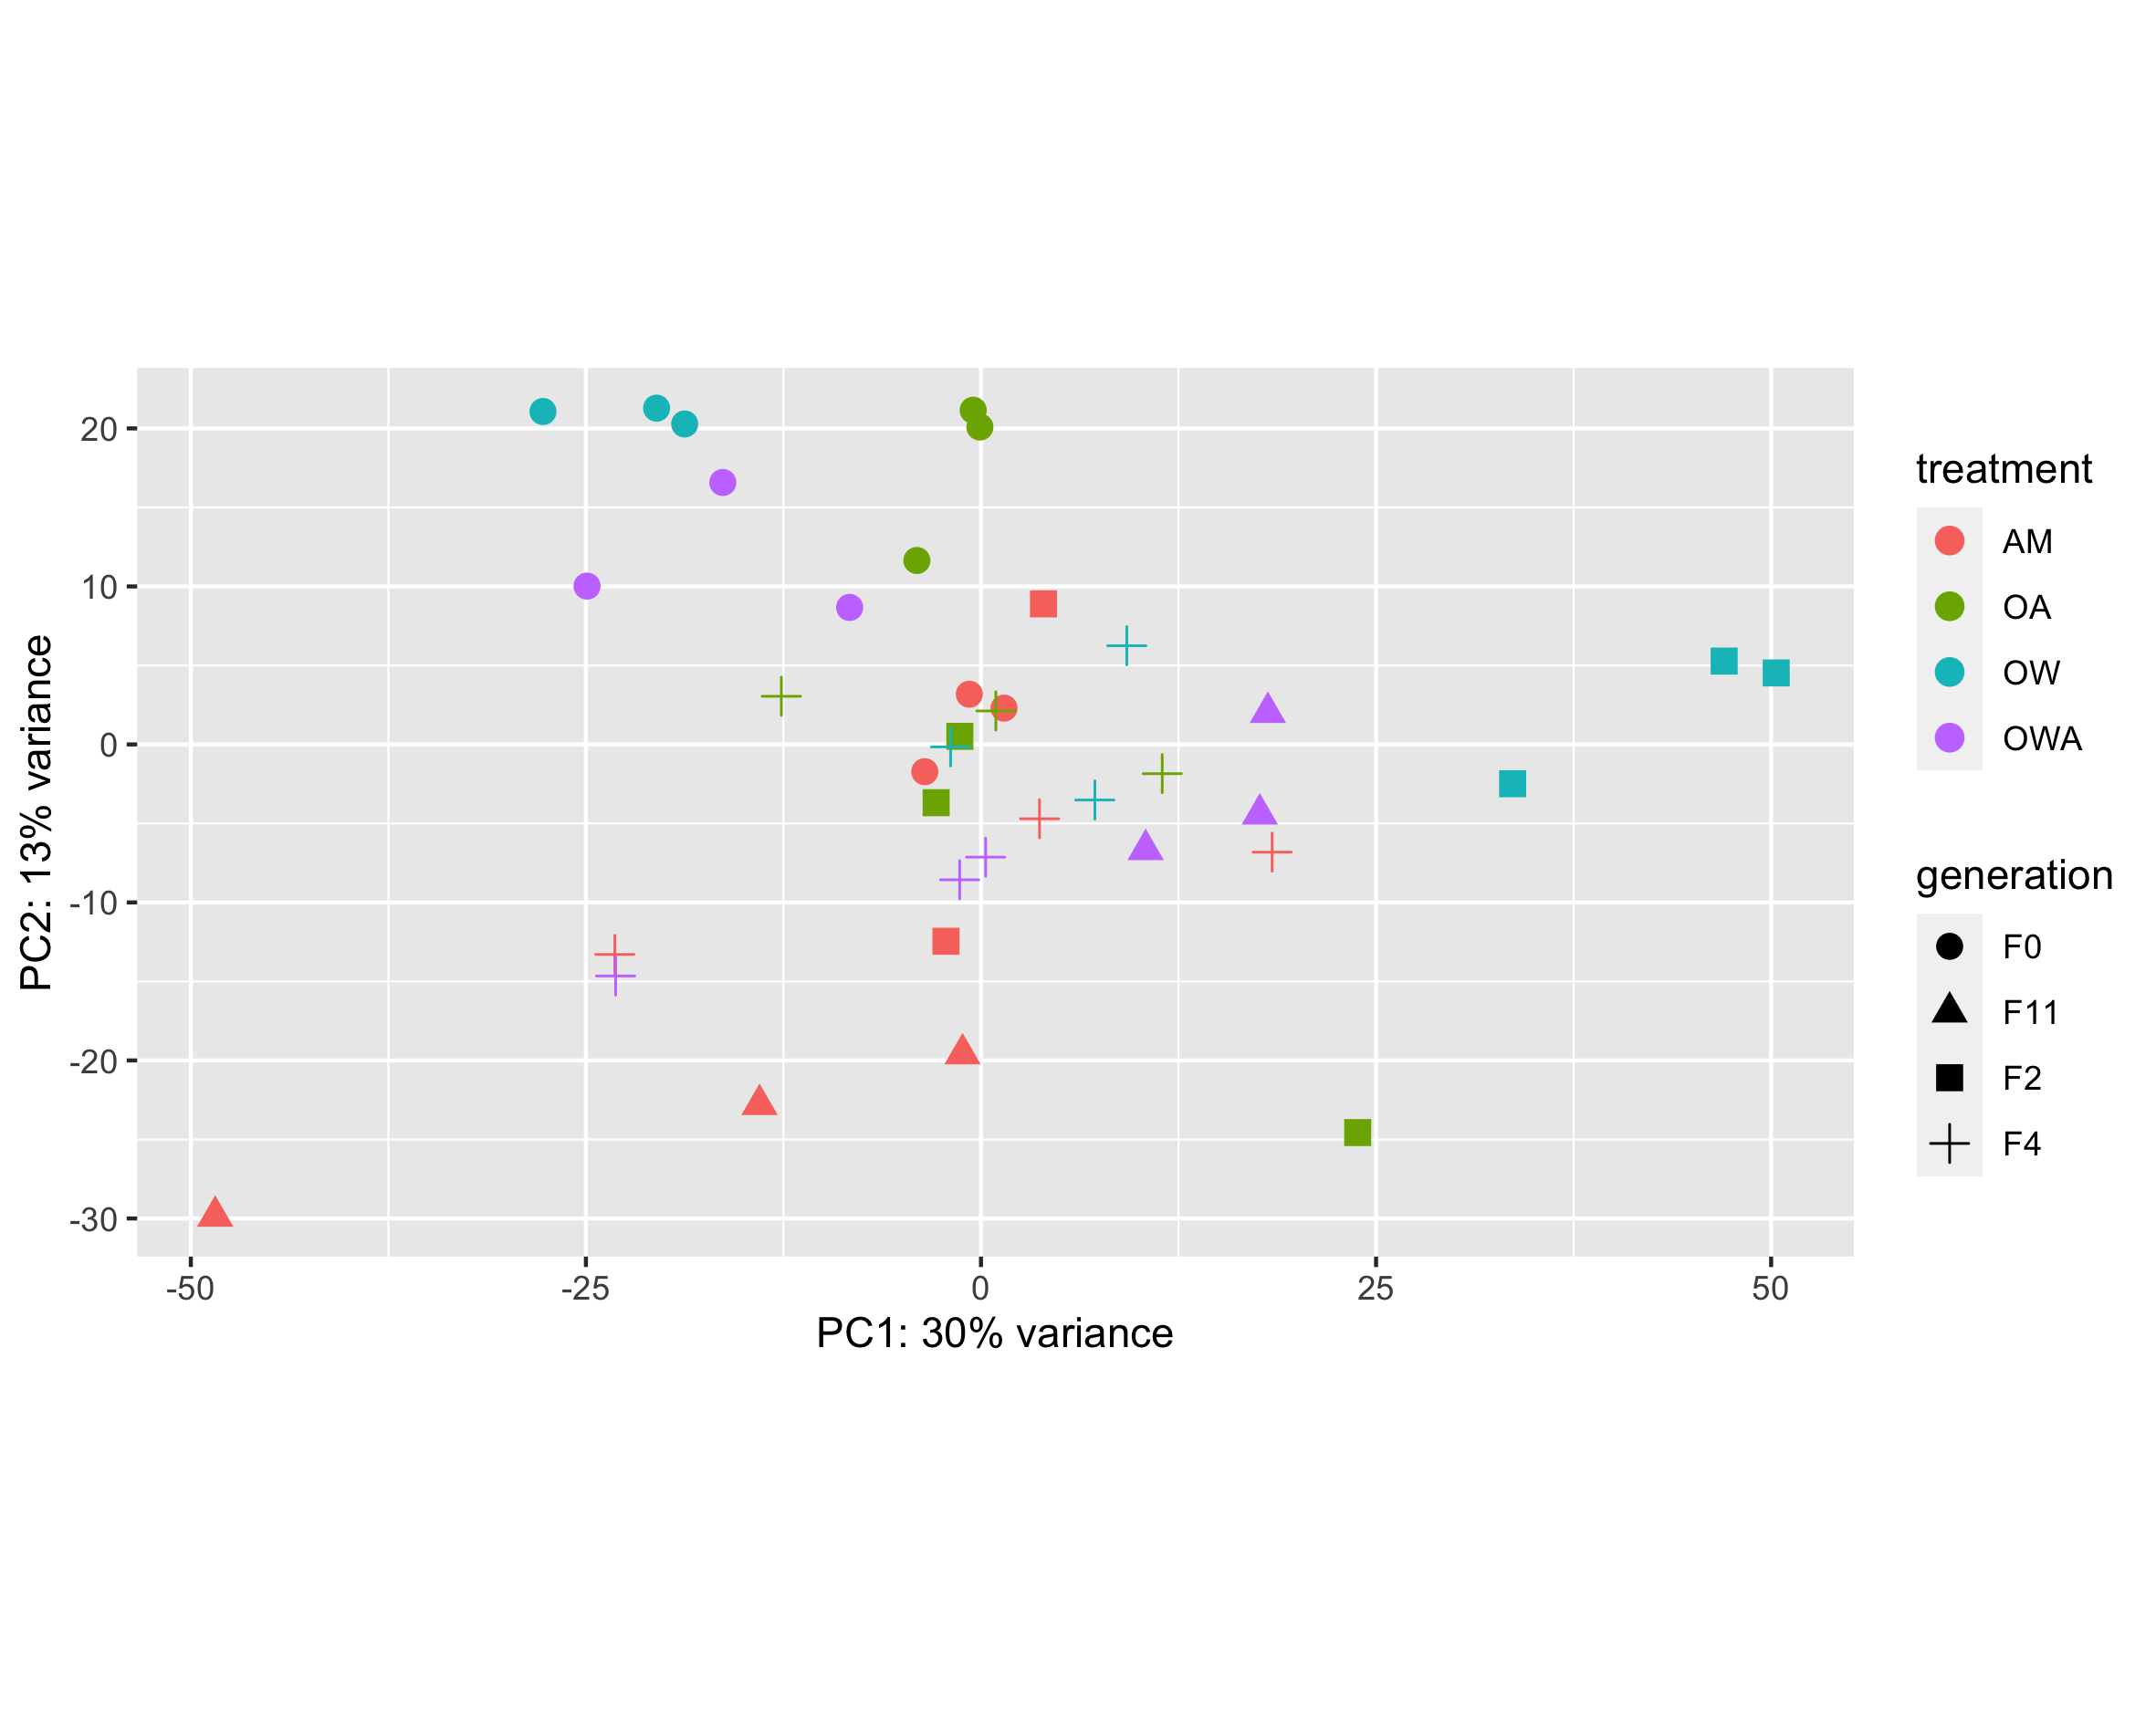 PC2: 13% variance
20
10
0
-10
-20
-30
-50
-25
0
25
50
PC1: 30% variance
treatment
AM
OA
OW
OWA
generation
F0
F11
F2
F4